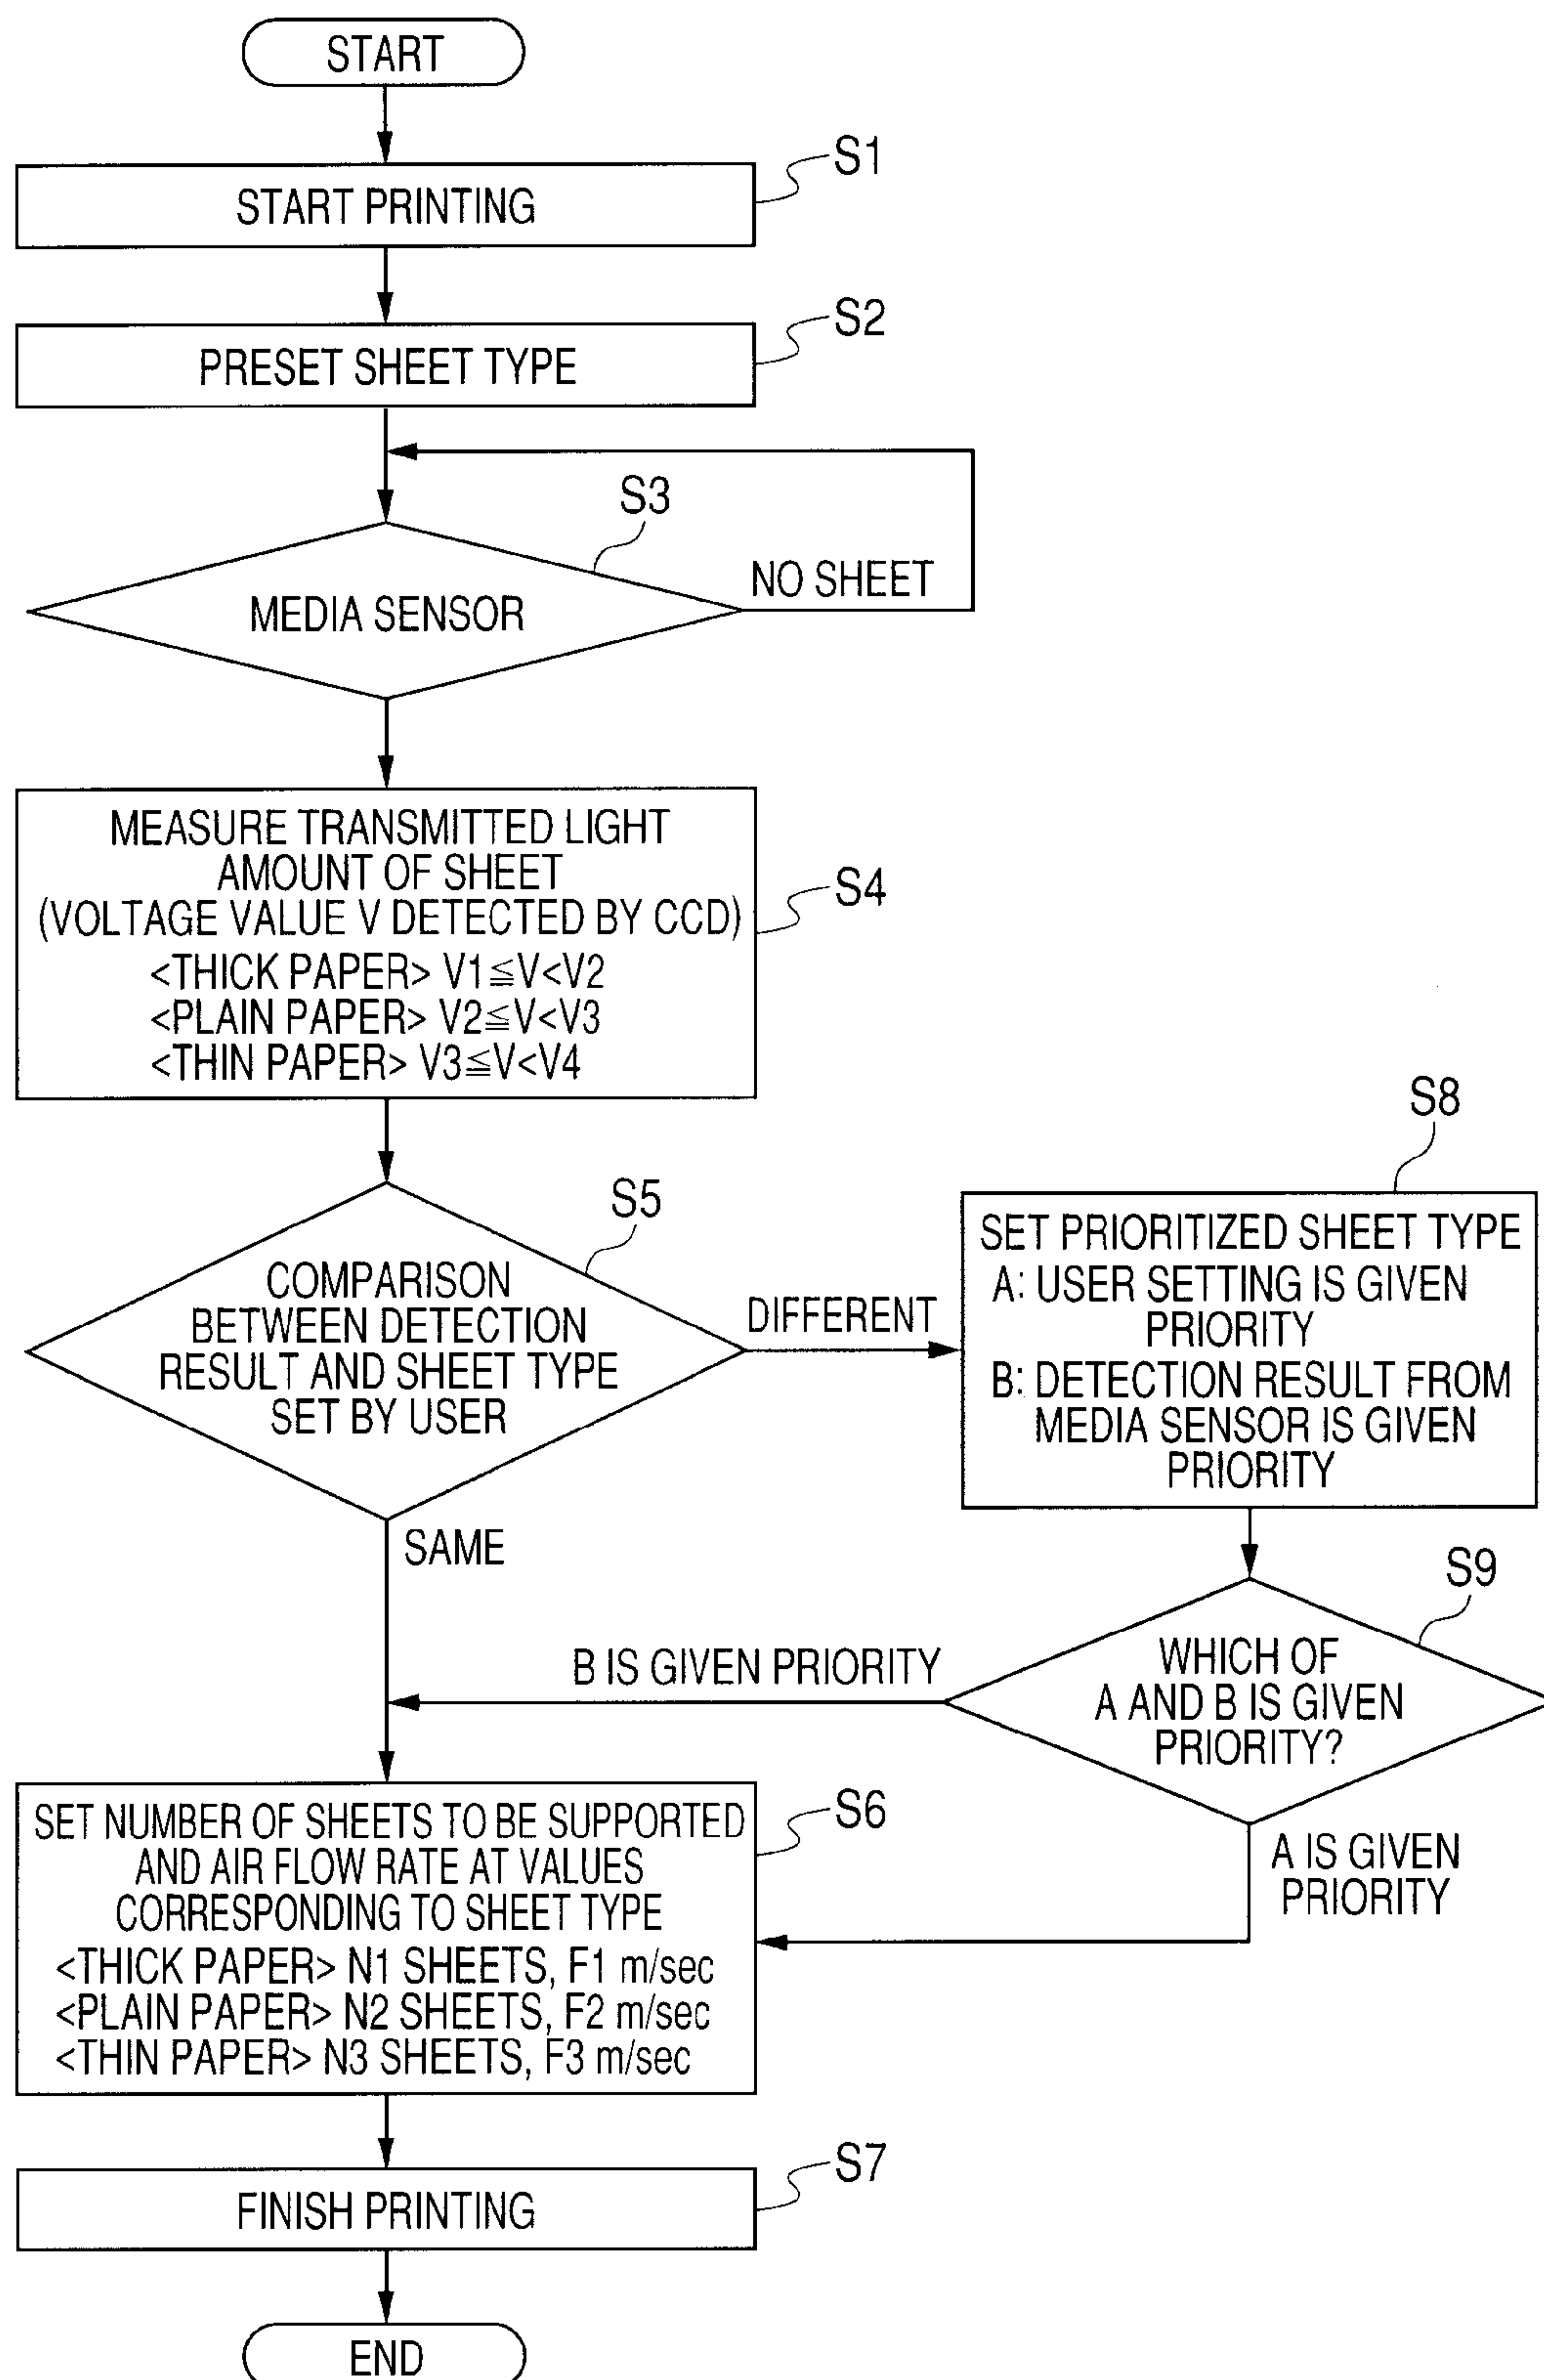 START
S1
START PRINTING
S2
PRESET SHEET TYPE
S3
NO SHEET
MEDIA SENSOR
MEASURE TRANSMITTED LIGHT
AMOUNT OF SHEET
(VOLTAGE VALUE V DETECTED BY CCD)
<THICK PAPER> V1≦V<V2
<PLAIN PAPER> V2≦V<V3
<THIN PAPER> V3≦V<V4
S4
S5
COMPARISON
BETWEEN DETECTION
RESULT AND SHEET TYPE
SET BY USER
DIFFERENT
SAME
S8
SET PRIORITIZED SHEET TYPE
A: USER SETTING IS GIVEN
PRIORITY
B: DETECTION RESULT FROM
MEDIA SENSOR IS GIVEN
PRIORITY
S9
WHICH OF
A AND B IS GIVEN
PRIORITY?
B IS GIVEN PRIORITY
A IS GIVEN
PRIORITY
S6
SET NUMBER OF SHEETS TO BE SUPPORTED
AND AIR FLOW RATE AT VALUES
CORRESPONDING TO SHEET TYPE
<THICK PAPER> N1 SHEETS, F1 m/sec
<PLAIN PAPER> N2 SHEETS, F2 m/sec
<THIN PAPER> N3 SHEETS, F3 m/sec
S7
FINISH PRINTING
END